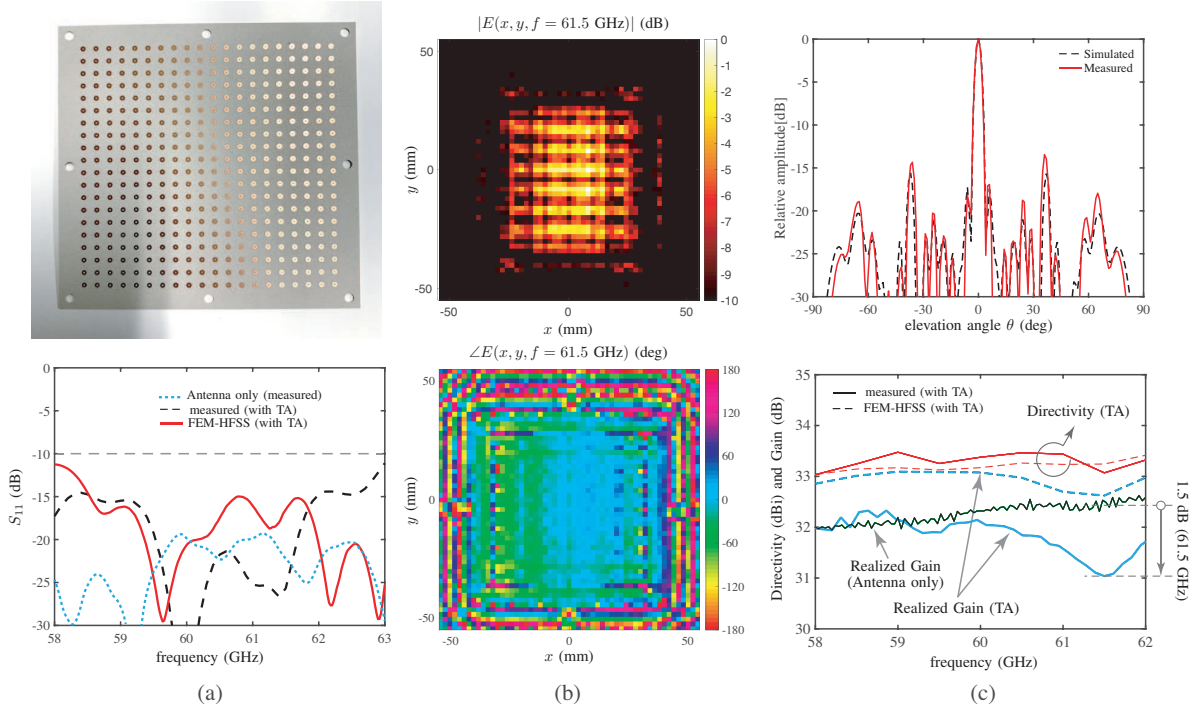 |E(x, y, f = 61.5 GHz)| (dB)
50
0
-50
y (mm)
-50
0
50
x (mm)
0
-1
-2
-3
-4
-5
-6
-7
-8
-9
-10
0
-5
-10
-15
-20
-25
-30
Relative amplitude[dB]
Simulated
Measured
-90
-60
-30
0
30
60
90
elevation angle θ (deg)
0
-5
-10
-15
-20
-25
-30
S11 (dB)
Antenna only (measured)
measured (with TA)
FEM-HFSS (with TA)
58
59
60
61
62
63
frequency (GHz)
(a)
∠E(x, y, f = 61.5 GHz) (deg)
50
0
-50
y (mm)
-50
0
50
x (mm)
180
120
60
0
-60
-120
-180
(b)
35
34
33
32
31
30
Directivity (dBi) and Gain (dB)
measured (with TA)
FEM-HFSS (with TA)
Directivity (TA)
Realized Gain
(Antenna only)
Realized Gain (TA)
1.5 dB (61.5 GHz)
58
59
60
61
62
frequency (GHz)
(c)